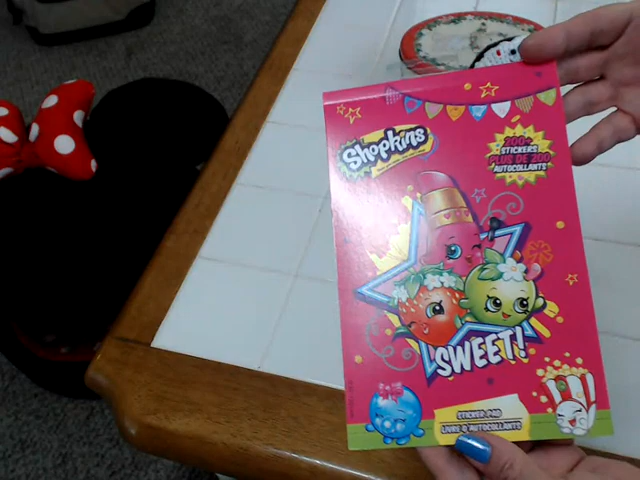 Shopkins
200+
STICKERS
PLUS DE 200
AUTOCOLLANTS
SWEET!
STICKER PAD
LIVRE D'AUTOCOLLANTS